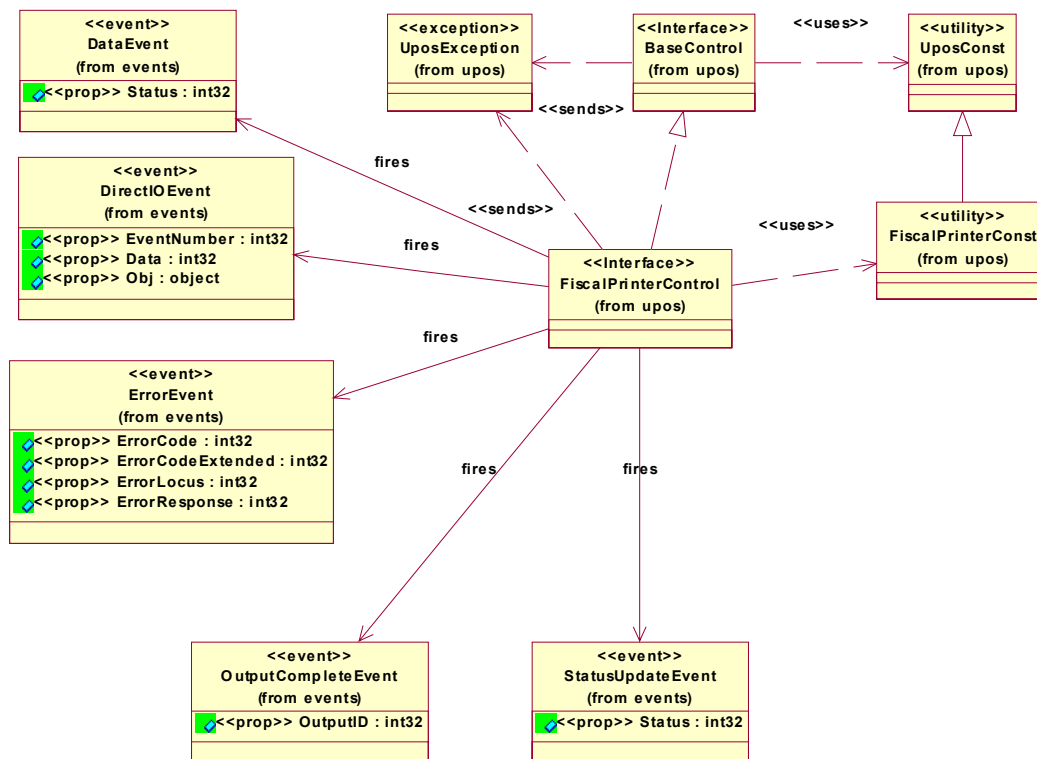 <<event>>
DataEvent
(from events)
<<prop>> Status : int32
<<exception>>
UposException
(from upos)
<<Interface>>
BaseControl
(from upos)
<<uses>>
<<utility>>
UposConst
(from upos)
<<sends>>
fires
<<event>>
DirectIOEvent
(from events)
<<prop>> EventNumber : int32
<<prop>> Data : int32
<<prop>> Obj : object
<<sends>>
fires
<<uses>>
<<utility>>
FiscalPrinterConst
(from upos)
<<Interface>>
FiscalPrinterControl
(from upos)
fires
<<event>>
ErrorEvent
(from events)
<<prop>> ErrorCode : int32
<<prop>> ErrorCodeExtended : int32
<<prop>> ErrorLocus : int32
<<prop>> ErrorResponse : int32
fires
fires
<<event>>
OutputCompleteEvent
(from events)
<<prop>> OutputID : int32
<<event>>
StatusUpdateEvent
(from events)
<<prop>> Status : int32